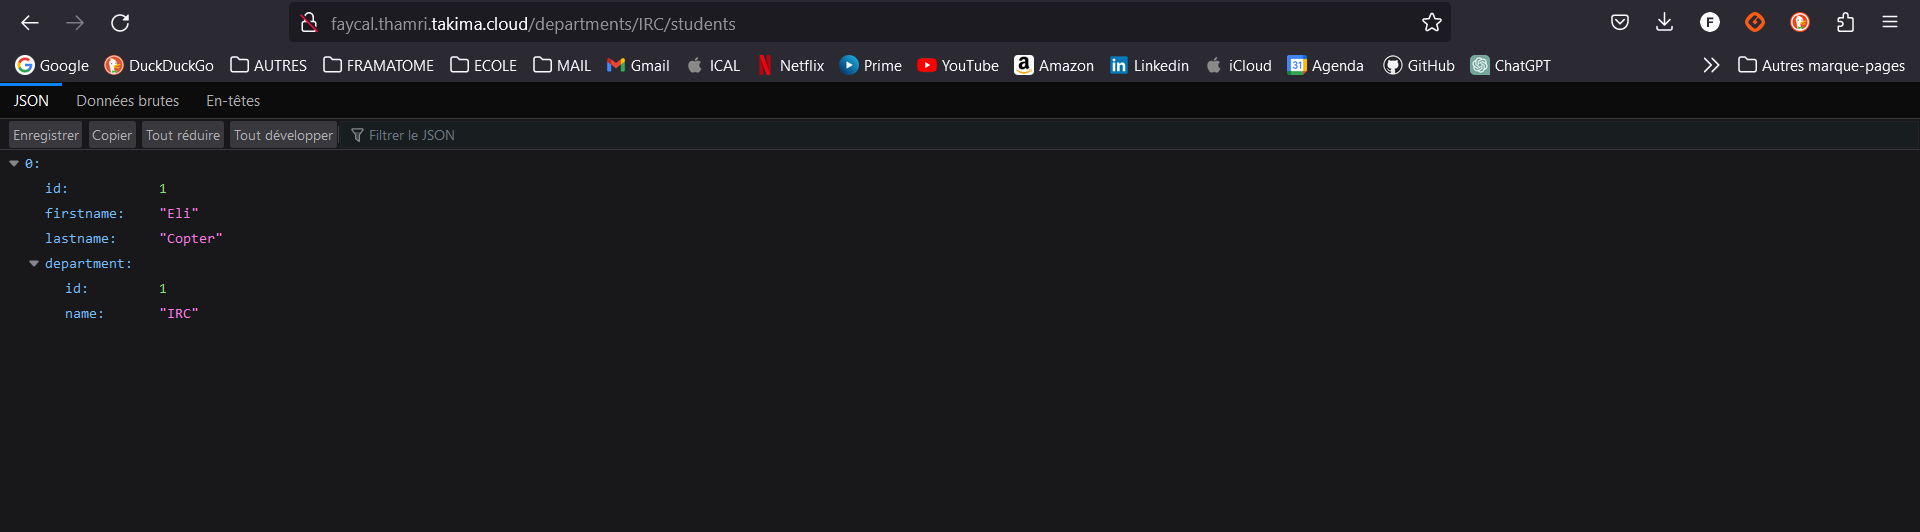 faycal.thamri.takima.cloud/departments/IRC/students
F
Google DuckDuckGo AUTRES FRAMATOME ECOLE MAIL Gmail ICAL Netflix Prime YouTube Amazon Linkedin iCloud 31 Agenda GitHub ChatGPT Autres marque-pages
JSON Données brutes En-têtes
Enregistrer Copier Tout réduire Tout développer Filtrer le JSON
0:
id: 1
firstname: "Eli"
lastname: "Copter"
department:
id: 1
name: "IRC"